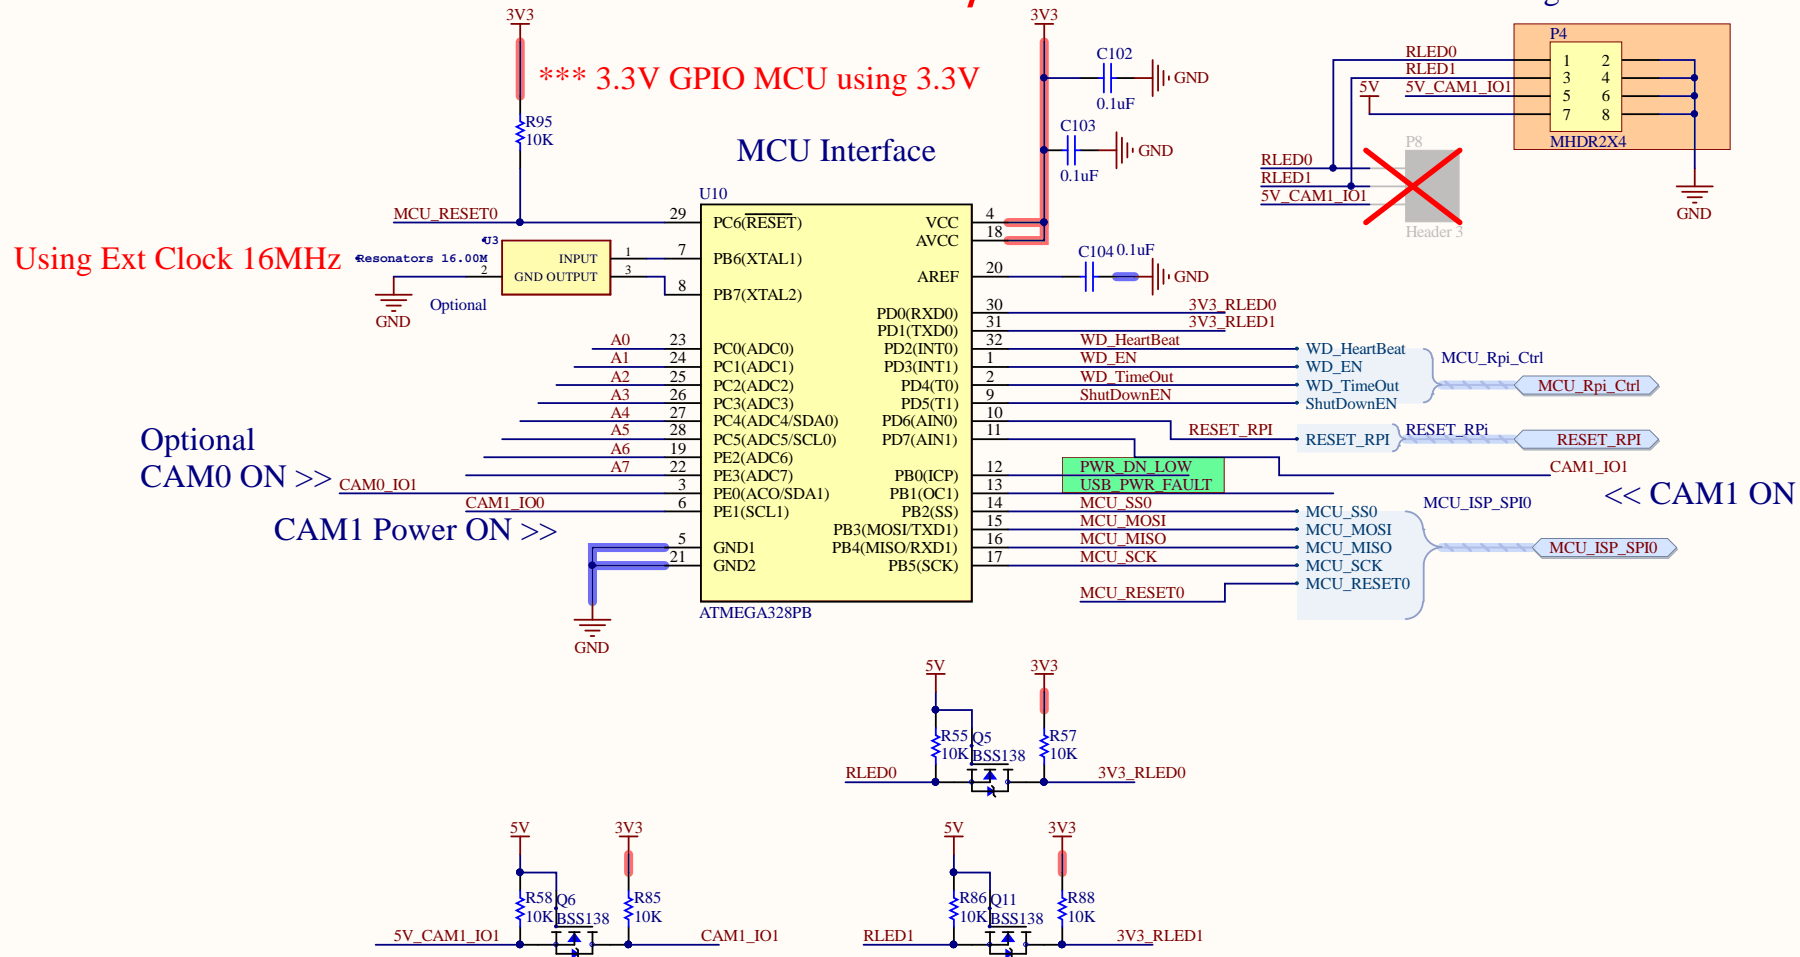 3V3
*** 3.3V GPIO MCU using 3.3V
R95
10K
MCU Interface
3V3
C102
0.1uF
GND
C103
0.1uF
GND
P4
RLED0
RLED1
5V
5V_CAM1_IO1
1 2
3 4
5 6
7 8
MHDR2X4
GND
P8
RLED0
RLED1
5V_CAM1_IO1
Header 3
U10
MCU_RESET0
29 PC6(RESET)
VCC 4
AVCC 18
Using Ext Clock 16MHz
U3
Resonators 16.00M
INPUT 1
2 GND OUTPUT 3
Optional
GND
7 PB6(XTAL1)
8 PB7(XTAL2)
AREF 20
C104 0.1uF
GND
PD0(RXD0) 30 3V3_RLED0
PD1(TXD0) 31 3V3_RLED1
PD2(INT0) 32 WD_HeartBeat
PD3(INT1) 1 WD_EN
PD4(T0) 2 WD_TimeOut
PD5(T1) 9 ShutDownEN
PD6(AIN0) 10 RESET_RPI
PD7(AIN1) 11
A0 23 PC0(ADC0)
A1 24 PC1(ADC1)
A2 25 PC2(ADC2)
A3 26 PC3(ADC3)
A4 27 PC4(ADC4/SDA0)
A5 28 PC5(ADC5/SCL0)
A6 19 PE2(ADC6)
A7 22 PE3(ADC7)
CAM0_IO1 3 PE0(ACO/SDA1)
CAM1_IO0 6 PE1(SCL1)
5 GND1
21 GND2
GND
Optional
CAM0 ON >>
CAM1 Power ON >>
WD_HeartBeat
WD_EN
WD_TimeOut
ShutDownEN
MCU_Rpi_Ctrl
MCU_Rpi_Ctrl
RESET_RPI
RESET_RPi
RESET_RPI
CAM1_IO1
<< CAM1 ON
PB0(ICP) 12 PWR_DN_LOW
PB1(OC1) 13 USB_PWR_FAULT
PB2(SS) 14 MCU_SS0
PB3(MOSI/TXD1) 15 MCU_MOSI
PB4(MISO/RXD1) 16 MCU_MISO
PB5(SCK) 17 MCU_SCK
MCU_RESET0
MCU_SS0
MCU_MOSI
MCU_MISO
MCU_SCK
MCU_RESET0
MCU_ISP_SPI0
MCU_ISP_SPI0
ATMEGA328PB
5V
3V3
R55
10K
Q5
BSS138
R57
10K
RLED0
3V3_RLED0
5V
3V3
R58
10K
Q6
BSS138
R85
10K
5V_CAM1_IO1
CAM1_IO1
5V
3V3
R86
10K
Q11
BSS138
R88
10K
RLED1
3V3_RLED1